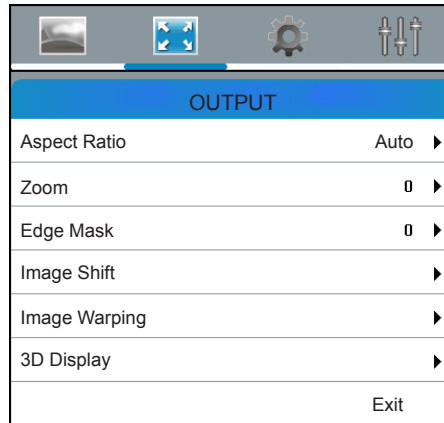 OUTPUT
Aspect Ratio Auto
Zoom 0
Edge Mask 0
Image Shift
Image Warping
3D Display
Exit